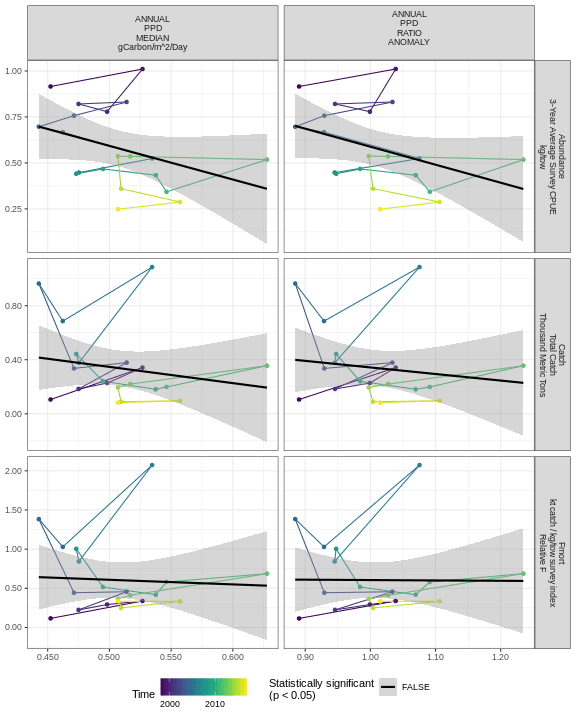 ANNUAL
PPD
MEDIAN
gCarbon/m^2/Day
ANNUAL
PPD
RATIO
ANOMALY
1.00
0.75
0.50
0.25
Abundance
3-Year Average Survey CPUE
kg/tow
0.80
0.40
0.00
Catch
Total Catch
Thousand Metric Tons
2.00
1.50
1.00
0.50
0.00
Fmort
kt catch / kg/tow survey index
Relative F
0.450
0.500
0.550
0.600
0.90
1.00
1.10
1.20
Time
2000
2010
Statistically significant
(p < 0.05)
FALSE